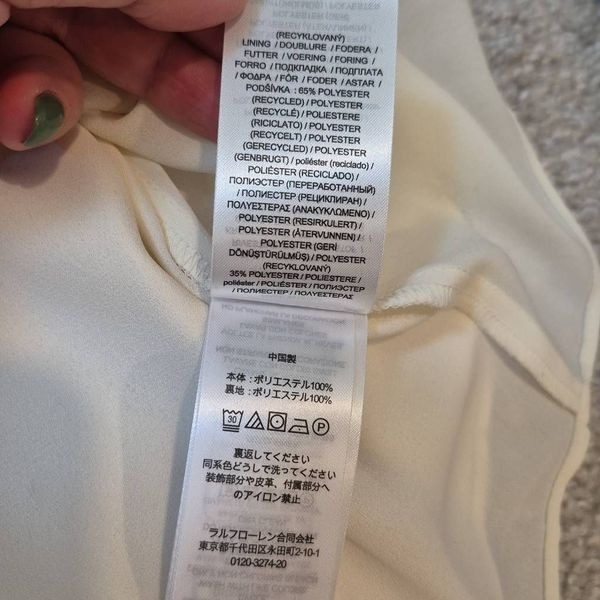 (RECYKLOVANÝ)
LINING / DOUBLURE / FODERA /
FUTTER / VOERING / FORING /
FORRO / ПОДКЛАДКА / ПОДПЛАТА
/ ΦΟΔΡΑ / FÔR / FODER / ASTAR /
PODŠÍVKA : 65% POLYESTER
(RECYCLED) / POLYESTER
(RECYCLÉ) / POLIESTERE
(RICICLATO) / POLYESTER
(RECYCELT) / POLYESTER
(GERECYCLED) / POLYESTER
(GENBRUGT) / poliéster (reciclado) /
POLIÉSTER (RECICLADO) /
ПОЛИЭСТЕР (ПЕРЕРАБОТАННЫЙ)
/ ПОЛИЕСТЕР (РЕЦИКЛИРАН) /
ΠΟΛΥΕΣΤΕΡΑΣ (ΑΝΑΚΥΚΛΩΜΕΝΟ) /
POLYESTER (RESIRKULERT) /
POLYESTER (ÅTERVUNNEN) /
POLYESTER (GERİ
DÖNÜŞTÜRÜLMÜŞ) / POLYESTER
(RECYKLOVANÝ)
35% POLYESTER / POLIESTERE /
poliéster / POLIÉSTER / ПОЛИЭСТЕР
/ ПОЛИЕСТЕР / ΠΟΛΥΕΣΤΕΡΑΣ
中国製
本体 : ポリエステル100%
裏地 : ポリエステル100%
30 P
裏返してください
同系色どうしで洗ってください
装飾部分や皮革、付属部分へ
のアイロン禁止
ラルフローレン合同会社
東京都千代田区永田町2-10-1
0120-3274-20